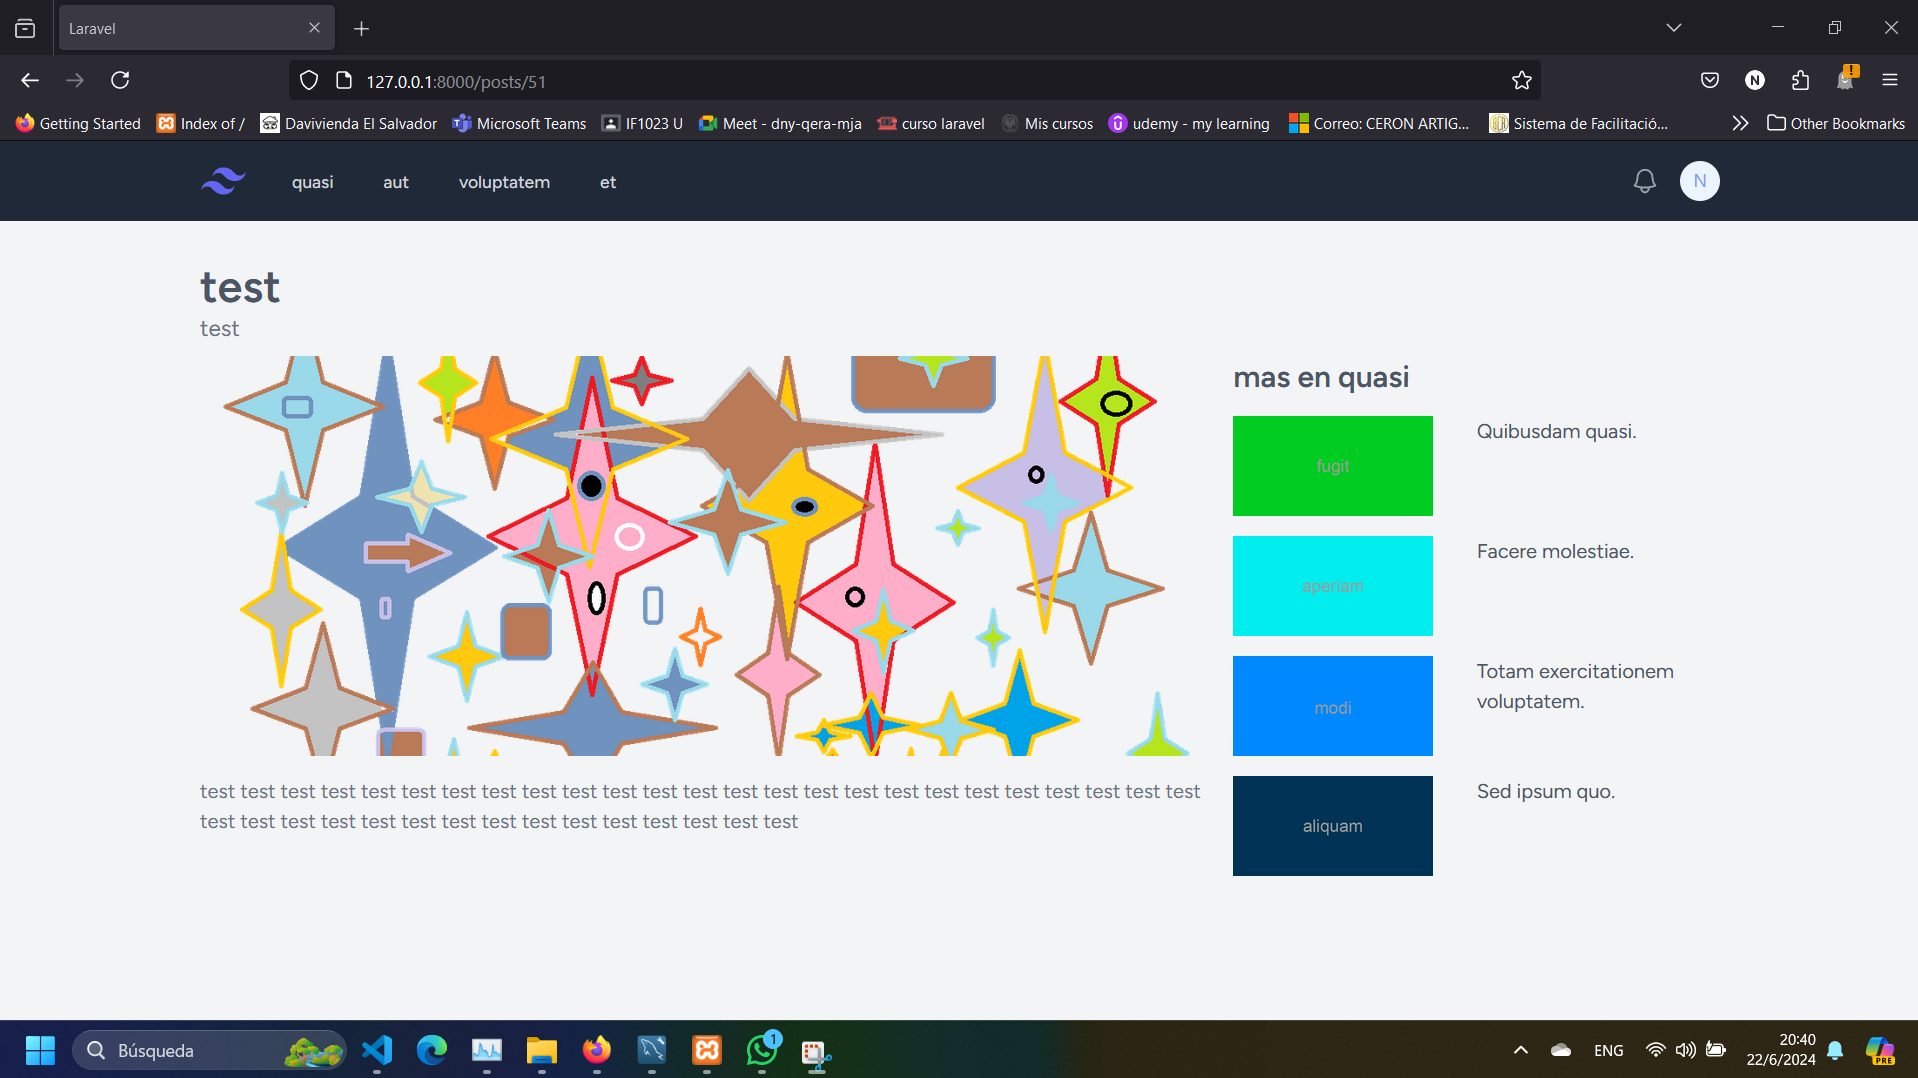 Laravel
127.0.0.1:8000/posts/51
N
!
Getting Started
Index of /
Davivienda El Salvador
Microsoft Teams
IF1023 U
Meet - dny-qera-mja
curso laravel
Mis cursos
udemy - my learning
Correo: CERON ARTIG...
Sistema de Facilitació...
Other Bookmarks
quasi
aut
voluptatem
et
N
test
test
mas en quasi
fugit
Quibusdam quasi.
aperiam
Facere molestiae.
modi
Totam exercitationem
voluptatem.
aliquam
Sed ipsum quo.
test test test test test test test test test test test test test test test test test test test test test test test test test
test test test test test test test test test test test test test test test
Búsqueda
1
ENG
20:40
22/6/2024
PRE